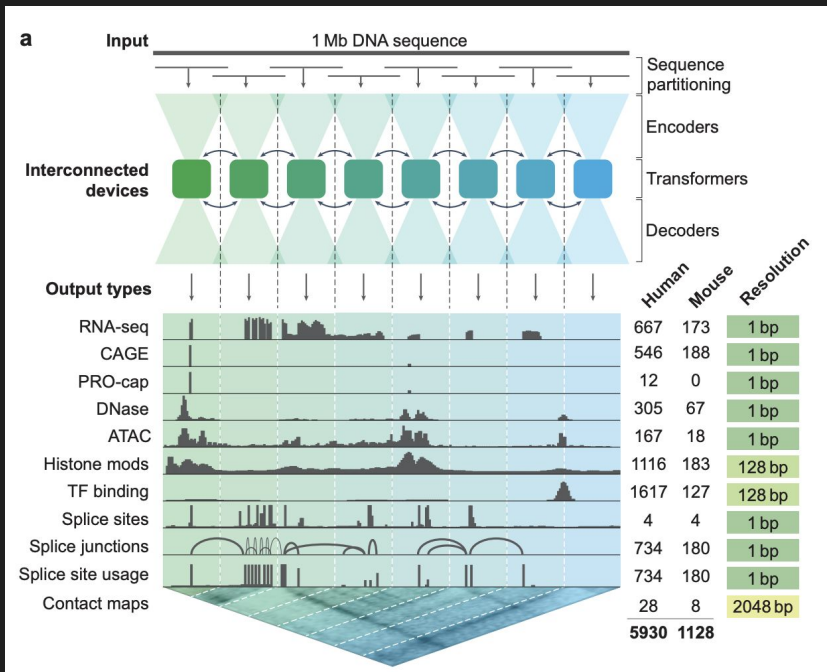 a
Input
1 Mb DNA sequence
Sequence
partitioning
Encoders
Interconnected
devices
Transformers
Decoders
Output types
Human
Mouse
Resolution
RNA-seq 667 173 1 bp
CAGE 546 188 1 bp
PRO-cap 12 0 1 bp
DNase 305 67 1 bp
ATAC 167 18 1 bp
Histone mods 1116 183 128 bp
TF binding 1617 127 128 bp
Splice sites 4 4 1 bp
Splice junctions 734 180 1 bp
Splice site usage 734 180 1 bp
Contact maps 28 8 2048 bp
5930 1128